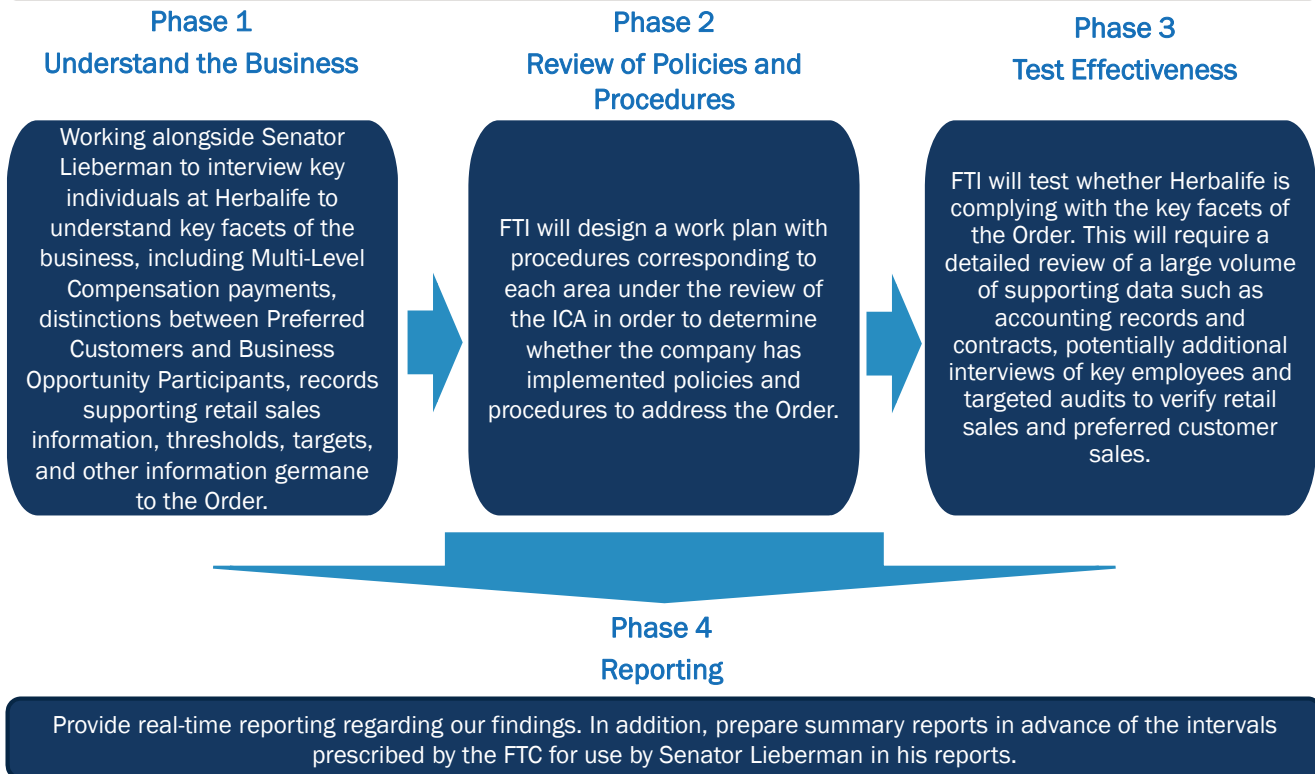 Phase 1
Understand the Business
Working alongside Senator
Lieberman to interview key
individuals at Herbalife to
understand key facets of the
business, including Multi-Level
Compensation payments,
distinctions between Preferred
Customers and Business
Opportunity Participants, records
supporting retail sales
information, thresholds, targets,
and other information germane
to the Order.
Phase 2
Review of Policies and
Procedures
FTI will design a work plan with
procedures corresponding to
each area under the review of
the ICA in order to determine
whether the company has
implemented policies and
procedures to address the Order.
Phase 3
Test Effectiveness
FTI will test whether Herbalife is
complying with the key facets of
the Order. This will require a
detailed review of a large volume
of supporting data such as
accounting records and
contracts, potentially additional
interviews of key employees and
targeted audits to verify retail
sales and preferred customer
sales.
Phase 4
Reporting
Provide real-time reporting regarding our findings. In addition, prepare summary reports in advance of the intervals
prescribed by the FTC for use by Senator Lieberman in his reports.